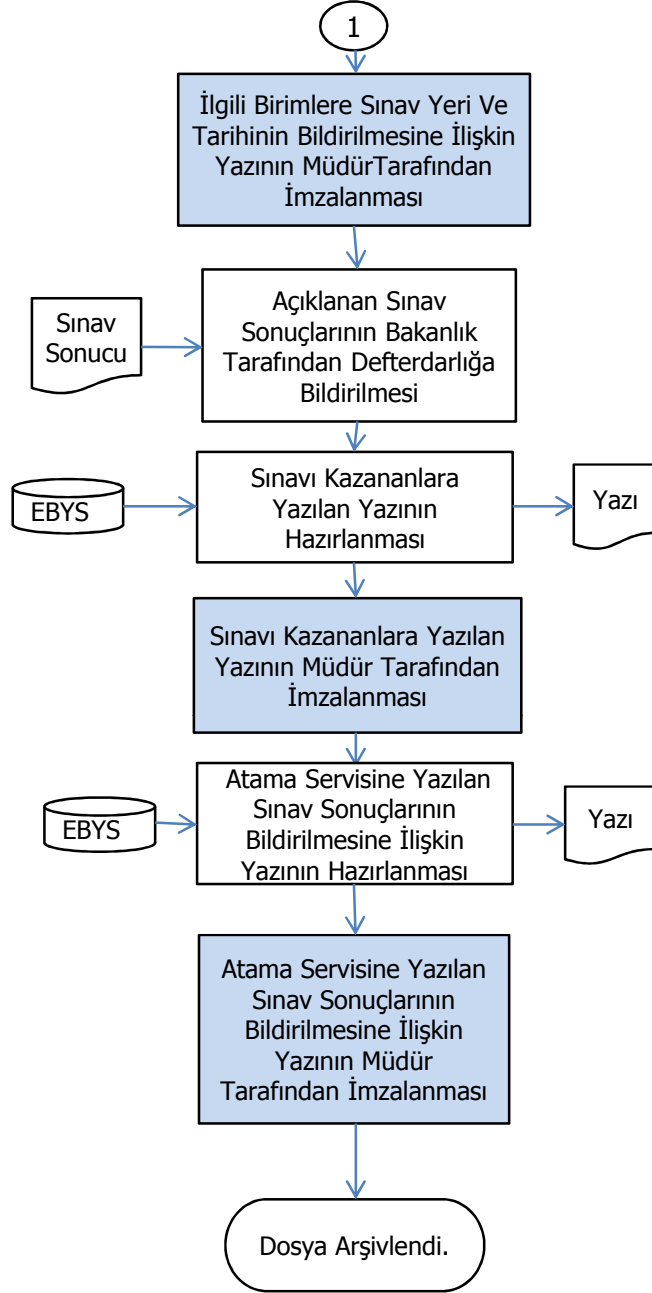 1
İlgili Birimlere Sınav Yeri Ve
Tarihinin Bildirilmesine İlişkin
Yazının MüdürTarafından
İmzalanması
Sınav
Sonucu
Açıklanan Sınav
Sonuçlarının Bakanlık
Tarafından Defterdarlığa
Bildirilmesi
EBYS
Sınavı Kazananlara
Yazılan Yazının
Hazırlanması
Yazı
Sınavı Kazananlara Yazılan
Yazının Müdür Tarafından
İmzalanması
EBYS
Atama Servisine Yazılan
Sınav Sonuçlarının
Bildirilmesine İlişkin
Yazının Hazırlanması
Yazı
Atama Servisine Yazılan
Sınav Sonuçlarının
Bildirilmesine İlişkin
Yazının Müdür
Tarafından İmzalanması
Dosya Arşivlendi.